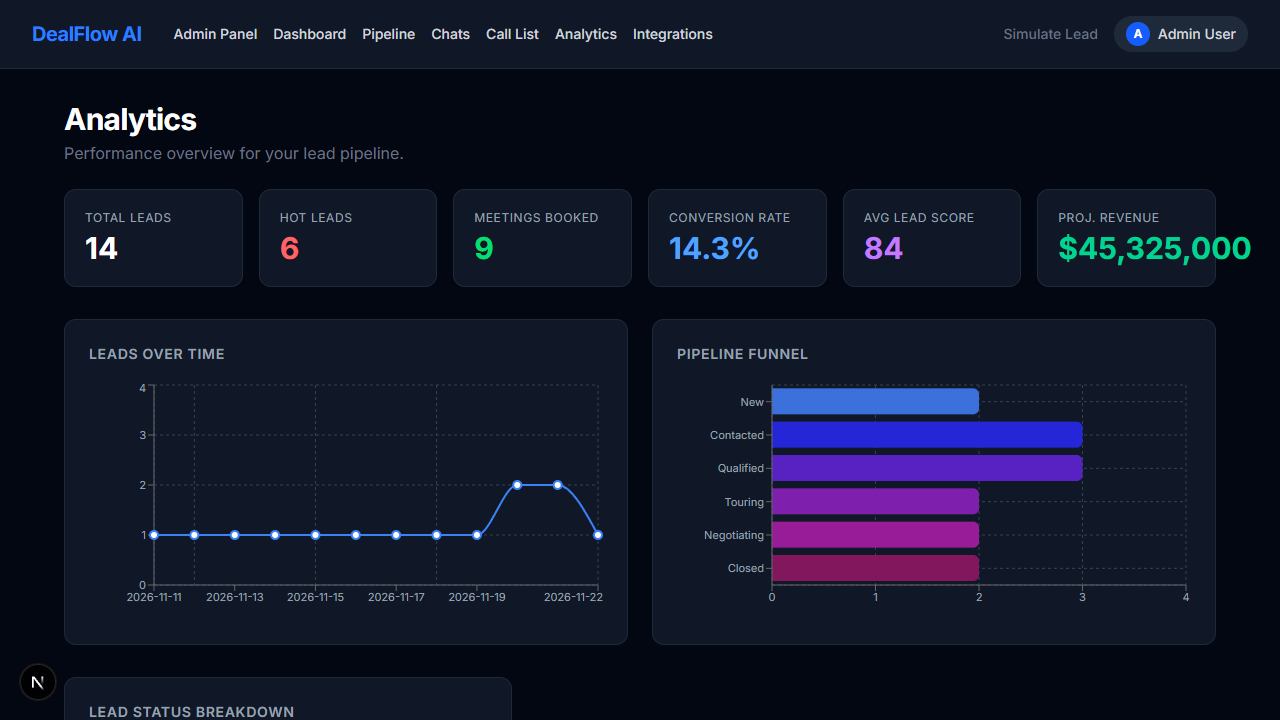 DealFlow AI
Admin Panel Dashboard Pipeline Chats Call List Analytics Integrations
Simulate Lead
A Admin User
Analytics
Performance overview for your lead pipeline.
TOTAL LEADS
14
HOT LEADS
6
MEETINGS BOOKED
9
CONVERSION RATE
14.3%
AVG LEAD SCORE
84
PROJ. REVENUE
$45,325,000
LEADS OVER TIME
4
3
2
1
0
2026-11-11 2026-11-13 2026-11-15 2026-11-17 2026-11-19 2026-11-22
PIPELINE FUNNEL
New
Contacted
Qualified
Touring
Negotiating
Closed
0 1 2 3 4
N
LEAD STATUS BREAKDOWN